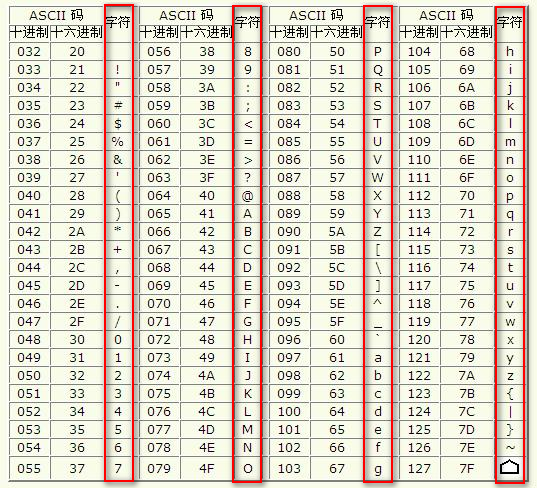 ASCII 码 字符 ASCII 码 字符 ASCII 码 字符 ASCII 码 字符
十进制 十六进制 十进制 十六进制 十进制 十六进制 十进制 十六进制
032 20 056 38 8 080 50 P 104 68 h
033 21 ! 057 39 9 081 51 Q 105 69 i
034 22 " 058 3A : 082 52 R 106 6A j
035 23 # 059 3B ; 083 53 S 107 6B k
036 24 $ 060 3C < 084 54 T 108 6C l
037 25 % 061 3D = 085 55 U 109 6D m
038 26 & 062 3E > 086 56 V 110 6E n
039 27 ' 063 3F ? 087 57 W 111 6F o
040 28 ( 064 40 @ 088 58 X 112 70 p
041 29 ) 065 41 A 089 59 Y 113 71 q
042 2A * 066 42 B 090 5A Z 114 72 r
043 2B + 067 43 C 091 5B [ 115 73 s
044 2C , 068 44 D 092 5C \ 116 74 t
045 2D - 069 45 E 093 5D ] 117 75 u
046 2E . 070 46 F 094 5E ^ 118 76 v
047 2F / 071 47 G 095 5F _ 119 77 w
048 30 0 072 48 H 096 60 ` 120 78 x
049 31 1 073 49 I 097 61 a 121 79 y
050 32 2 074 4A J 098 62 b 122 7A z
051 33 3 075 4B K 099 63 c 123 7B {
052 34 4 076 4C L 100 64 d 124 7C |
053 35 5 077 4D M 101 65 e 125 7D }
054 36 6 078 4E N 102 66 f 126 7E ~
055 37 7 079 4F O 103 67 g 127 7F ⌂